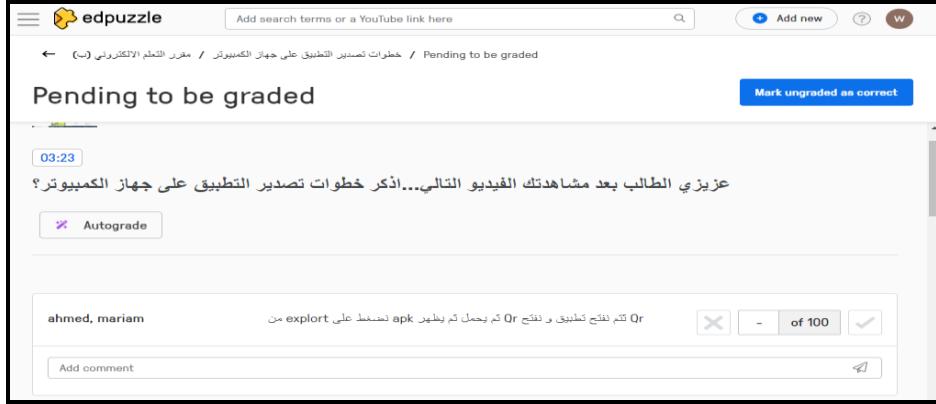 edpuzzle
Add search terms or a YouTube link here
Add new
?
W
← مقرر التعلم الالكتروني (ب) / خطوات تصدير التطبيق على جهاز الكمبيوتر / Pending to be graded
Pending to be graded
Mark ungraded as correct
03:23
عزيزي الطالب بعد مشاهدتك الفيديو التالي...اذكر خطوات تصدير التطبيق على جهاز الكمبيوتر؟
Autograde
ahmed, mariam
من explort نضغط على apk ثم يحمل ثم يظهر Qr نفتح تطبيق و نفتح Qr
- of 100
Add comment